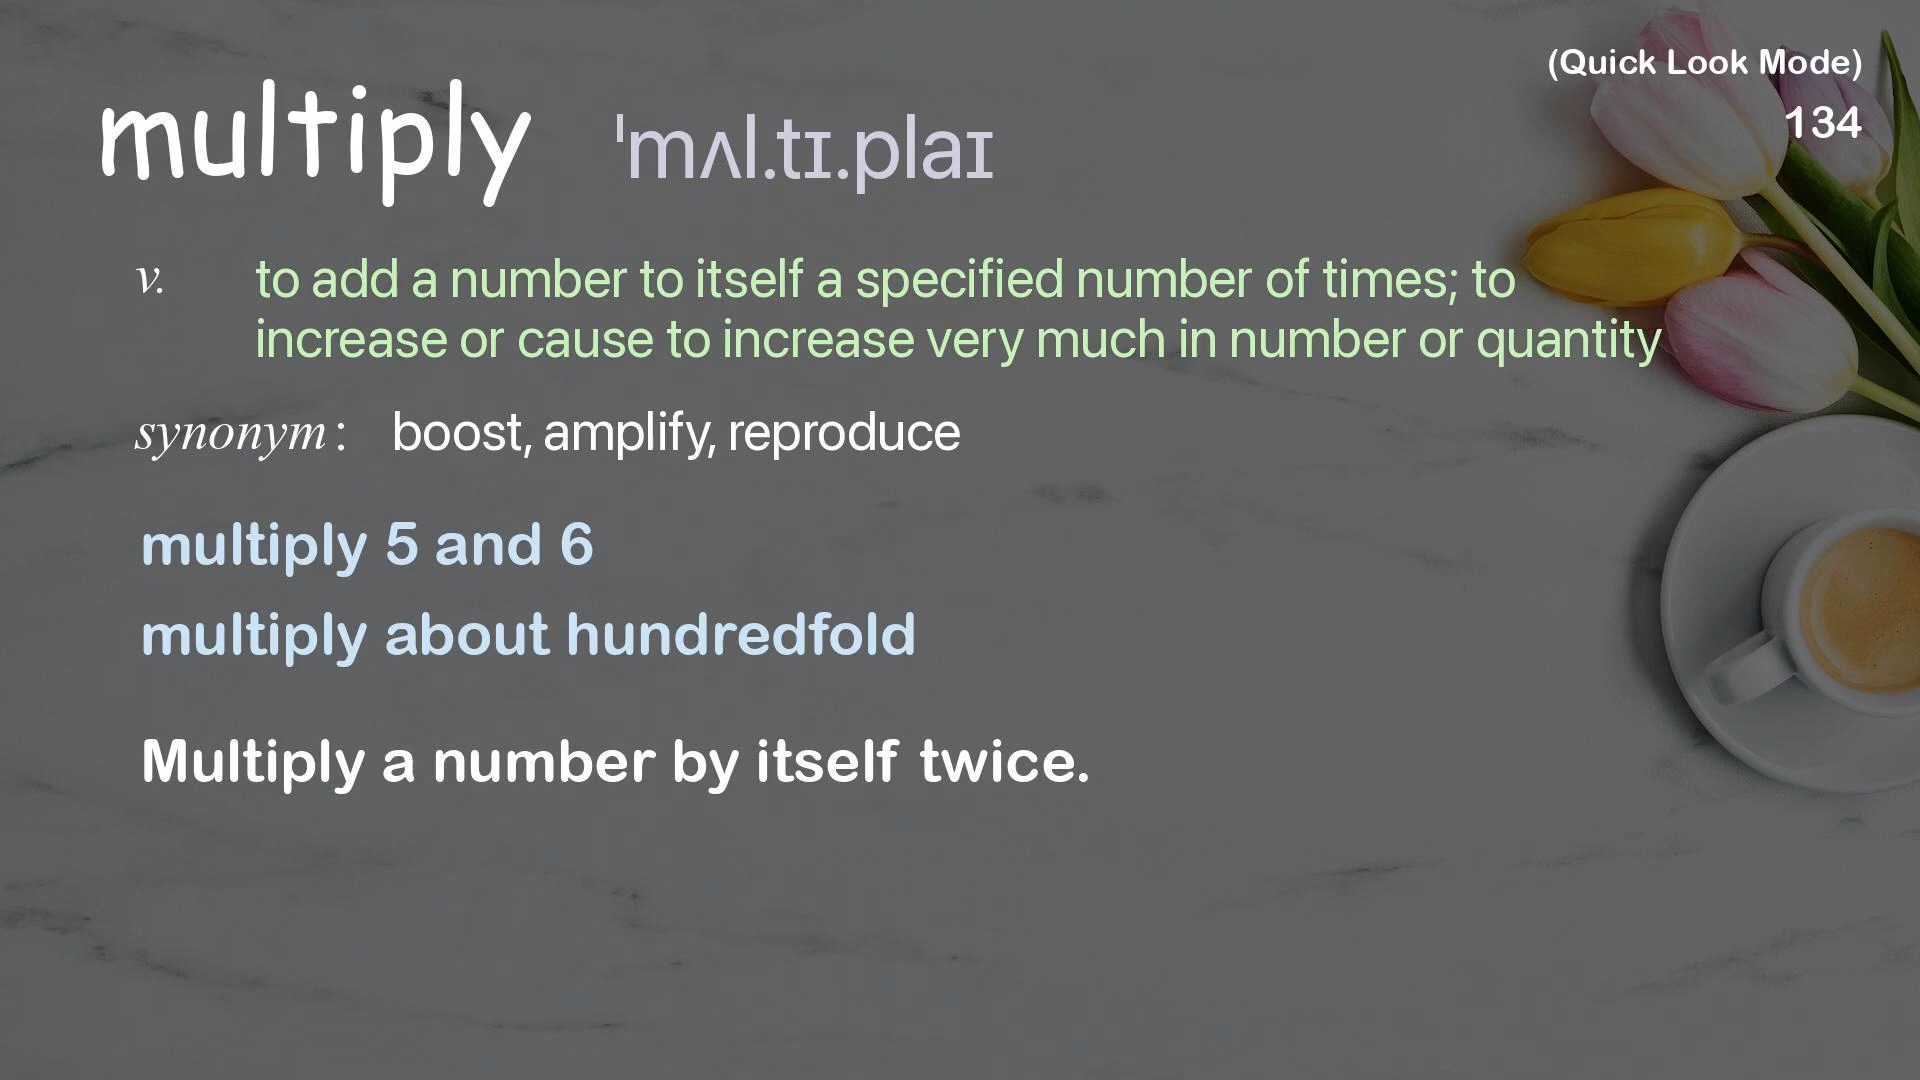 (Quick Look Mode)
134
multiply ˈmʌl.tɪ.plaɪ
v. to add a number to itself a specified number of times; to
increase or cause to increase very much in number or quantity
synonym: boost, amplify, reproduce
multiply 5 and 6
multiply about hundredfold
Multiply a number by itself twice.